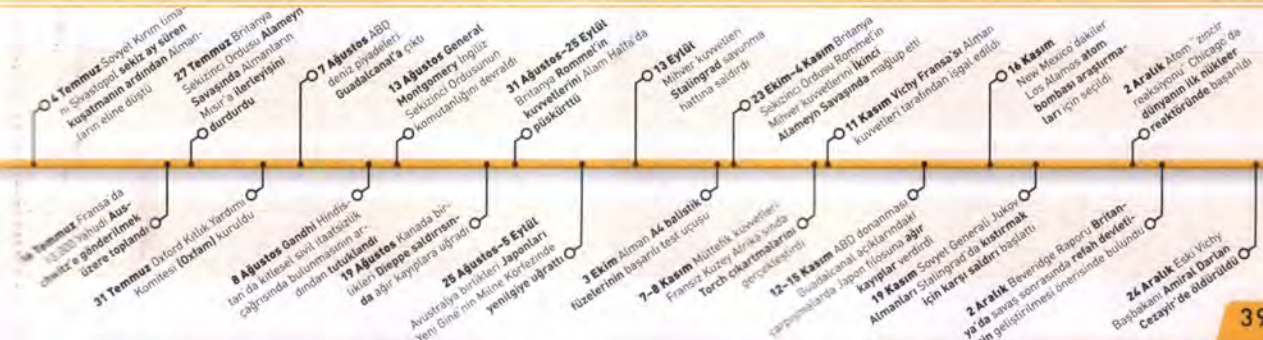 4 Temmuz Sovyet Kırım lima-
nı Sivastopol sekiz ay süren
kuşatmanın ardından Alman-
ların eline düştü
27 Temmuz Britanya
Sekizinci Ordusu Alameyn
Savaşında Almanların
Mısır'a ilerleyişini
durdurdu
7 Ağustos ABD
deniz piyadeleri
Guadalcanal'a çıktı
13 Ağustos General
Montgomery İngiliz
Sekizinci Ordusunun
komutanlığını devraldı
31 Ağustos–25 Eylül
Britanya Rommel'in
kuvvetlerini Alam Halfa'da
püskürttü
13 Eylül
Mihver kuvvetleri
Stalingrad savunma
hattına saldırdı
23 Ekim–4 Kasım Britanya
Sekizinci Ordusu Rommel'in
Mihver kuvvetlerini İkinci
Alameyn Savaşında mağlup etti
11 Kasım Vichy Fransa'sı Alman
kuvvetleri tarafından işgal edildi
16 Kasım
New Mexico'dakiler
Los Alamos atom
bombası araştırma-
ları için seçildi
2 Aralık Atom "zincir
reaksiyonu" Chicago'da
dünyanın ilk nükleer
reaktöründe başarıldı
Temmuz Fransa'da
13.000 Yahudi Aus-
chwitz'e gönderilmek
üzere toplandı
31 Temmuz Oxford Kıtlık Yardımı
Komitesi (Oxfam) kuruldu
8 Ağustos Gandhi Hindis-
tan'da kitlesel sivil itaatsizlik
çağrısında bulunmasının ar-
dından tutuklandı
19 Ağustos Kanada bir-
likleri Dieppe saldırısın-
da ağır kayıplara uğradı
25 Ağustos–5 Eylül
Avustralya birlikleri Japonları
Yeni Gine'nin Milne Körfezinde
yenilgiye uğrattı
3 Ekim Alman A4 balistik
füzelerinin başarılı test uçuşu
7–8 Kasım Müttefik kuvvetleri
Fransız Kuzey Afrika'sında
Torch çıkartmalarını
gerçekleştirdi
12–15 Kasım ABD donanması
Guadalcanal açıklarındaki
çarpışmalarda Japon filosuna ağır
kayıplar verdirdi
19 Kasım Sovyet Generali Jukov
Almanları Stalingrad'da kıstırmak
için karşı saldırı başlattı
2 Aralık Beveridge Raporu Britan-
ya'da savaş sonrasında refah devleti-
nin geliştirilmesi önerisinde bulundu
24 Aralık Eski Vichy
Başbakanı Amiral Darlan
Cezayir'de öldürüldü
39